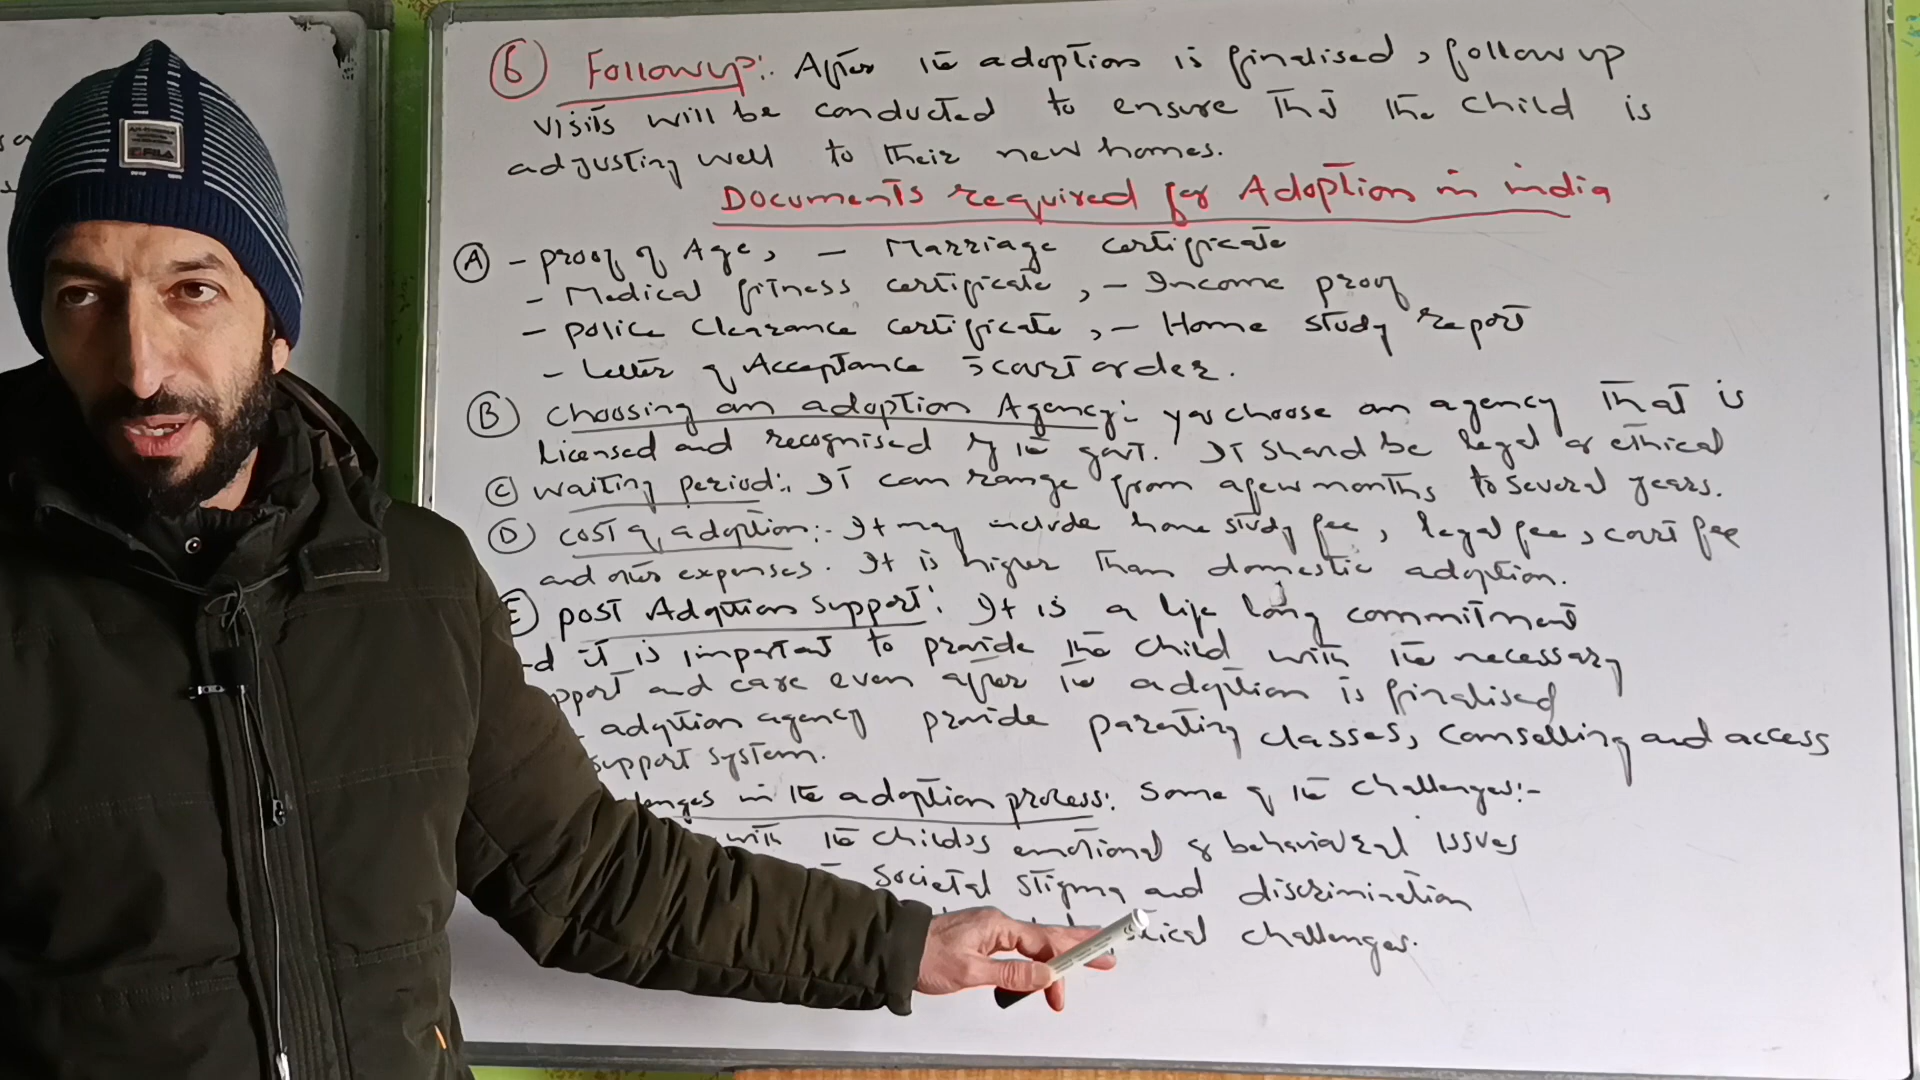 6 Followup:- After the adoption is finalised, follow up
visits will be conducted to ensure that the child is
adjusting well to their new homes.
Documents required for Adoption in india
A - proof of Age, - Marriage certificate
- Medical fitness certificate, - Income proof
- police clearance certificate, - Home study report
- Letter of Acceptance & court order.
B choosing an adoption Agency: you choose an agency that is
Licensed and recognised by the govt. It should be legal & ethical
C waiting period:- It can range from a few months to several years.
D cost of adoption:- It may include home study fee, legal fee, court fee
and other expenses. It is higher than domestic adoption.
E post Adoption support: It is a life long commitment
it is important to provide the child with the necessary
and care even after the adoption is finalised
adoption agency provide parenting classes, counselling and access
support system.
in the adoption process: Some of the challenges:-
with the childs emotional & behavioural issues
societal stigma and discrimination
challenges.
FILA